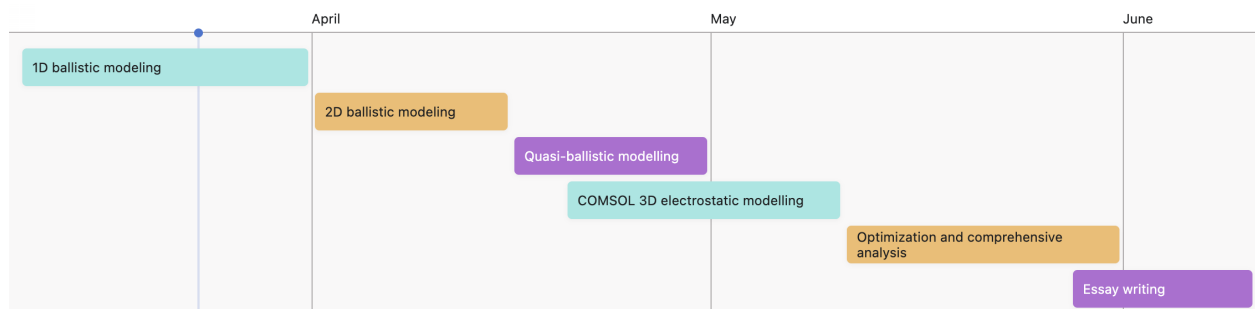 April
May
June
1D ballistic modeling
2D ballistic modeling
Quasi-ballistic modelling
COMSOL 3D electrostatic modelling
Optimization and comprehensive
analysis
Essay writing